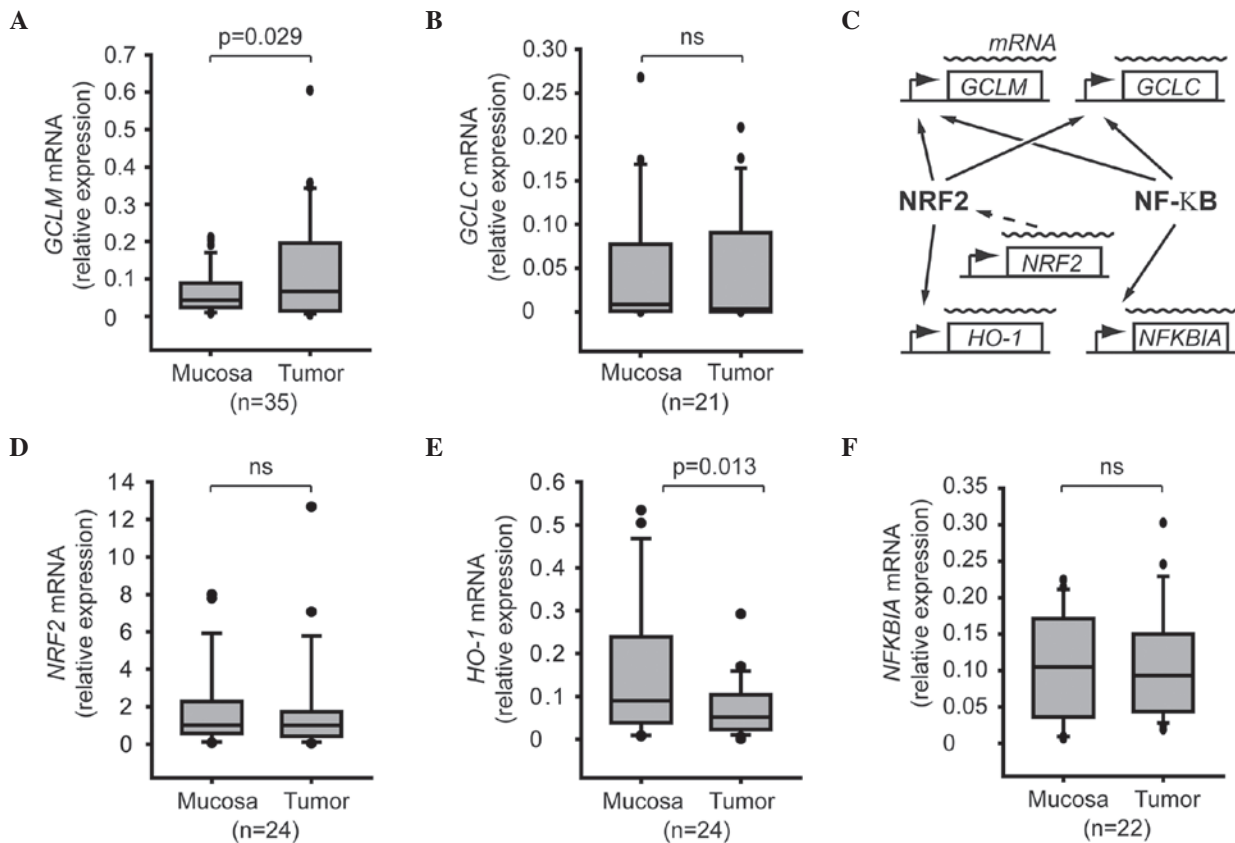 A
p=0.029
GCLM mRNA
(relative expression)
0.7
0.6
0.5
0.4
0.3
0.2
0.1
0
Mucosa Tumor
(n=35)
B
ns
GCLC mRNA
(relative expression)
0.30
0.25
0.20
0.15
0.10
0.05
0
Mucosa Tumor
(n=21)
C
mRNA
GCLM
GCLC
NRF2
NF-KB
NRF2
HO-1
NFKBIA
D
ns
NRF2 mRNA
(relative expression)
14
12
10
8
6
4
2
0
Mucosa Tumor
(n=24)
E
p=0.013
HO-1 mRNA
(relative expression)
0.6
0.5
0.4
0.3
0.2
0.1
0
Mucosa Tumor
(n=24)
F
ns
NFKBIA mRNA
(relative expression)
0.35
0.30
0.25
0.20
0.15
0.10
0.05
0
Mucosa Tumor
(n=22)